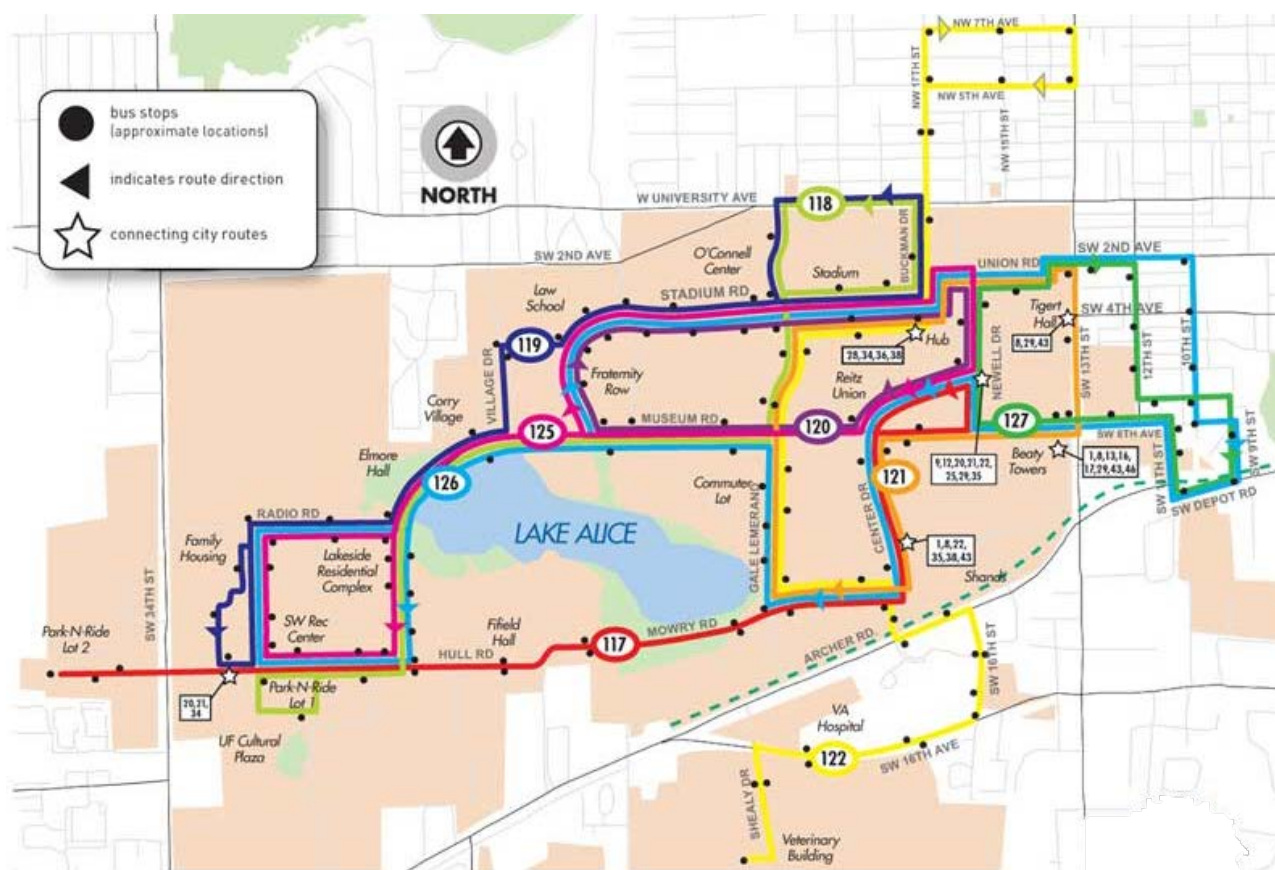 bus stops
(approximate locations)
indicates route direction
connecting city routes
NORTH
NW 7TH AVE
NW 17TH ST
NW 5TH AVE
NW 15TH ST
W UNIVERSITY AVE
118
SW 2ND AVE
O'Connell
Center
Stadium
BUCKMAN DR
UNION RD
SW 2ND AVE
Law
School
STADIUM RD
Tigert
Hall
SW 4TH AVE
8,29,43
Hub
28,34,36,38
119
VILLAGE DR
Fraternity
Row
Reitz
Union
NEWELL DR
SW 13TH ST
12TH ST
10TH ST
Corry
Village
125
MUSEUM RD
120
127
SW 8TH AVE
Elmore
Hall
126
Commuter
Lot
121
9,12,20,21,22,
25,29,35
Beaty
Towers
1,8,13,16,
17,29,43,46
SW 11TH ST
SW 9TH ST
SW DEPOT RD
RADIO RD
LAKE ALICE
GALE LEMERAND
CENTER DR
Family
Housing
Lakeside
Residential
Complex
1,8,22,
35,38,43
Shands
SW 34TH ST
SW Rec
Center
Park-N-Ride
Lot 2
Fifield
Hall
HULL RD
117
MOWRY RD
ARCHER RD
SW 16TH ST
20,21,
34
Park-N-Ride
Lot 1
UF Cultural
Plaza
VA
Hospital
122
SW 16TH AVE
SHEALY DR
Veterinary
Building